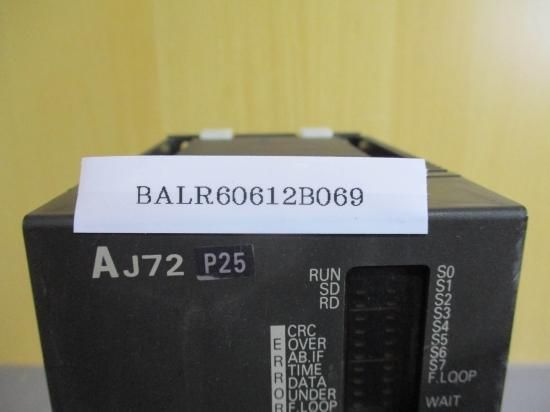 BALR60612B069
AJ72 P25
RUN
SD
RD
ERROR
CRC
OVER
AB.IF
TIME
DATA
UNDER
F.LOOP
S0
S1
S2
S3
S4
S5
S6
S7
F.LOOP
WAIT